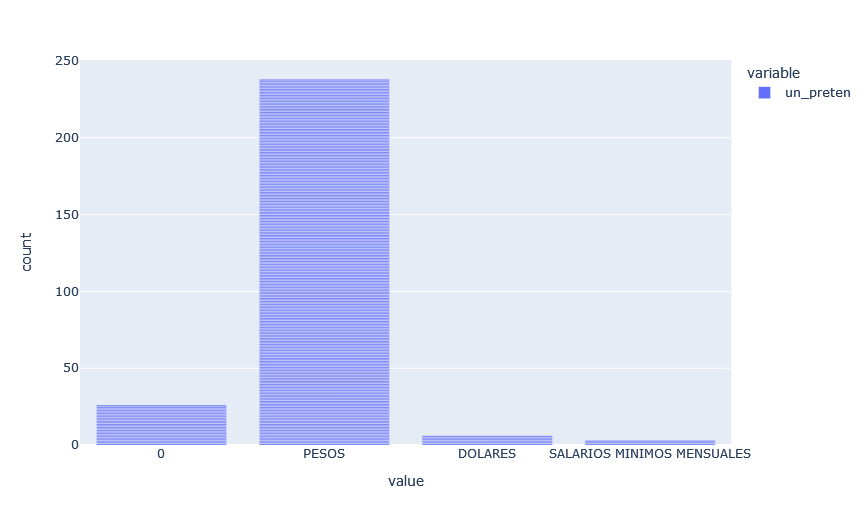 variable
un_preten
250
200
150
100
50
0
count
0 PESOS DOLARES SALARIOS MINIMOS MENSUALES
value